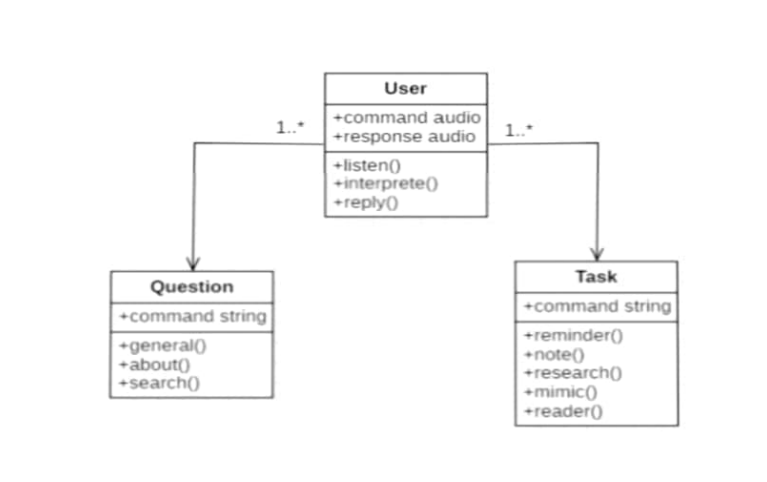 User
+command audio
+response audio
+listen()
+interprete()
+reply()
1..*
1..*
Question
+command string
+general()
+about()
+search()
Task
+command string
+reminder()
+note()
+research()
+mimic()
+reader()